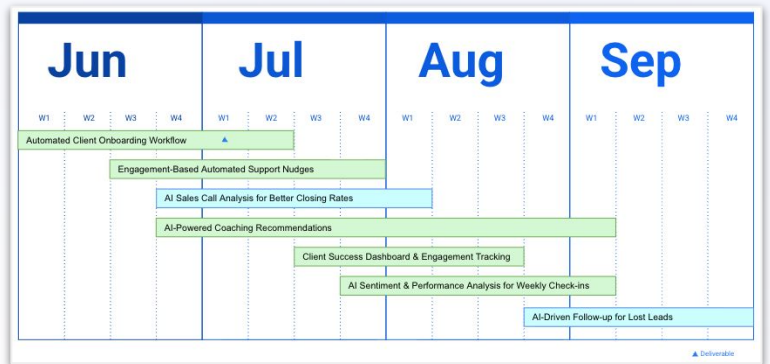 Jun Jul Aug Sep
W1 W2 W3 W4 W1 W2 W3 W4 W1 W2 W3 W4 W1 W2 W3 W4
Automated Client Onboarding Workflow
Engagement-Based Automated Support Nudges
AI Sales Call Analysis for Better Closing Rates
AI-Powered Coaching Recommendations
Client Success Dashboard & Engagement Tracking
AI Sentiment & Performance Analysis for Weekly Check-ins
AI-Driven Follow-up for Lost Leads
Deliverable